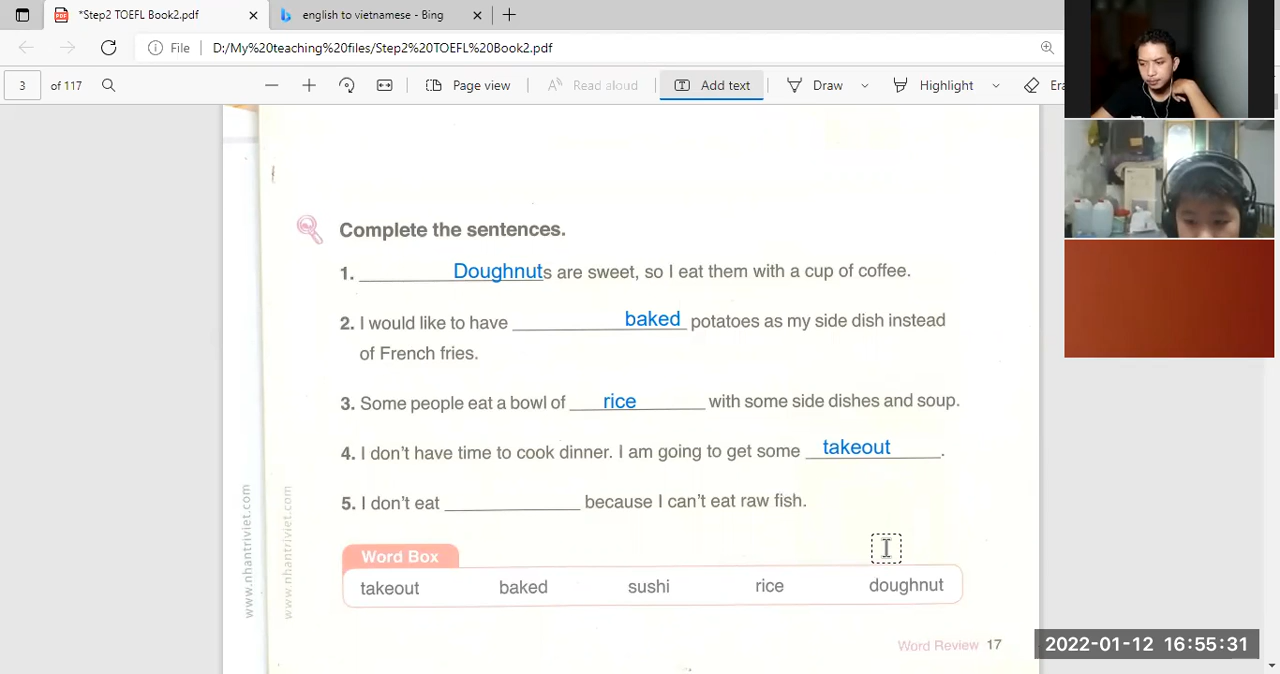 *Step2 TOEFL Book2.pdf
english to vietnamese - Bing
File D:/My%20teaching%20files/Step2%20TOEFL%20Book2.pdf
3 of 117 Page view Read aloud Add text Draw Highlight Era
Complete the sentences.
1. Doughnuts are sweet, so I eat them with a cup of coffee.
2. I would like to have baked potatoes as my side dish instead
of French fries.
3. Some people eat a bowl of rice with some side dishes and soup.
4. I don't have time to cook dinner. I am going to get some takeout.
5. I don't eat __________ because I can't eat raw fish.
Word Box
takeout baked sushi rice doughnut
Word Review 17
www.nhantriviet.com
www.nhantriviet.com
2022-01-12 16:55:31